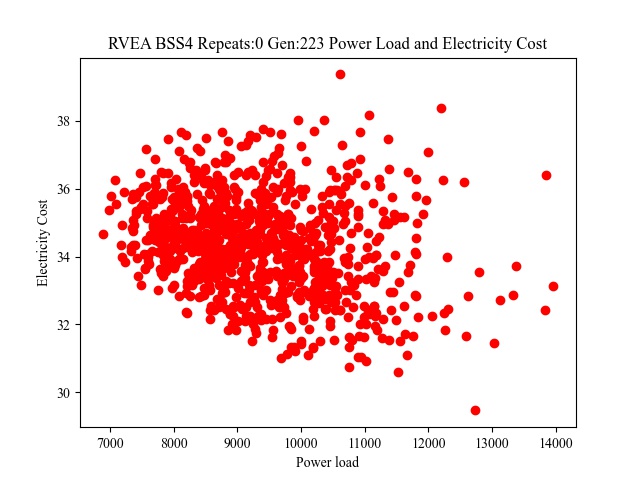 RVEA BSS4 Repeats:0 Gen:223 Power Load and Electricity Cost
Electricity Cost
38
36
34
32
30
7000 8000 9000 10000 11000 12000 13000 14000
Power load